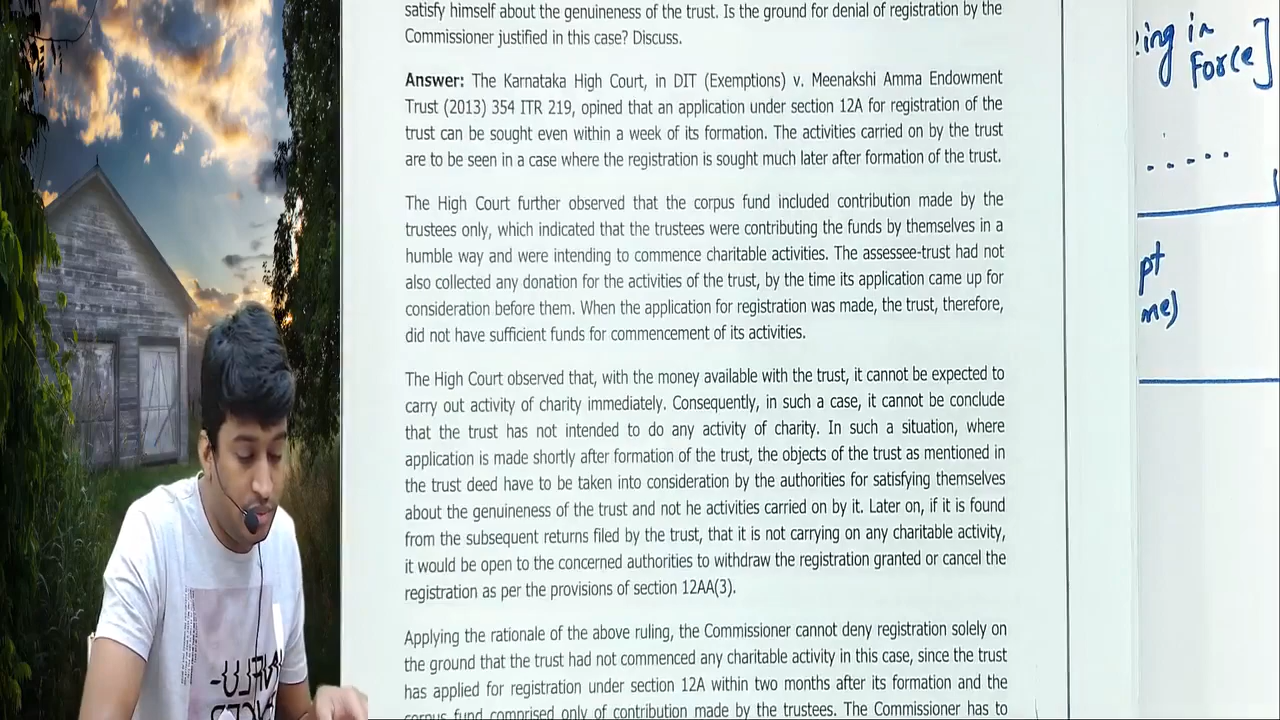 satisfy himself about the genuineness of the trust. Is the ground for denial of registration by the
Commissioner justified in this case? Discuss.
Answer: The Karnataka High Court, in DIT (Exemptions) v. Meenakshi Amma Endowment
Trust (2013) 354 ITR 219, opined that an application under section 12A for registration of the
trust can be sought even within a week of its formation. The activities carried on by the trust
are to be seen in a case where the registration is sought much later after formation of the trust.
The High Court further observed that the corpus fund included contribution made by the
trustees only, which indicated that the trustees were contributing the funds by themselves in a
humble way and were intending to commence charitable activities. The assessee-trust had not
also collected any donation for the activities of the trust, by the time its application came up for
consideration before them. When the application for registration was made, the trust, therefore,
did not have sufficient funds for commencement of its activities.
The High Court observed that, with the money available with the trust, it cannot be expected to
carry out activity of charity immediately. Consequently, in such a case, it cannot be conclude
that the trust has not intended to do any activity of charity. In such a situation, where
application is made shortly after formation of the trust, the objects of the trust as mentioned in
the trust deed have to be taken into consideration by the authorities for satisfying themselves
about the genuineness of the trust and not he activities carried on by it. Later on, if it is found
from the subsequent returns filed by the trust, that it is not carrying on any charitable activity,
it would be open to the concerned authorities to withdraw the registration granted or cancel the
registration as per the provisions of section 12AA(3).
Applying the rationale of the above ruling, the Commissioner cannot deny registration solely on
the ground that the trust had not commenced any charitable activity in this case, since the trust
has applied for registration under section 12A within two months after its formation and the
corpus fund comprised only of contribution made by the trustees. The Commissioner has to
ing in
Force]
.....
pt
me)